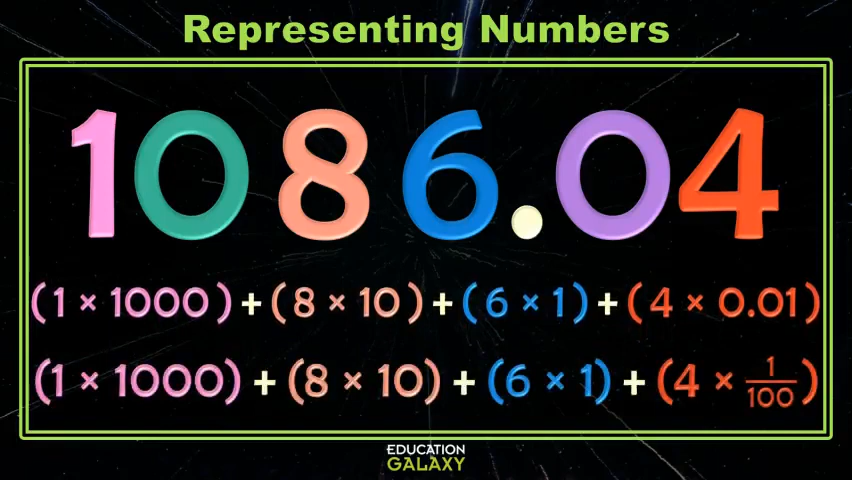 Representing Numbers
1086.04
(1 × 1000) + (8 × 10) + (6 × 1) + (4 × 0.01)
(1 × 1000) + (8 × 10) + (6 × 1) + (4 × 1/100)
EDUCATION
GALAXY